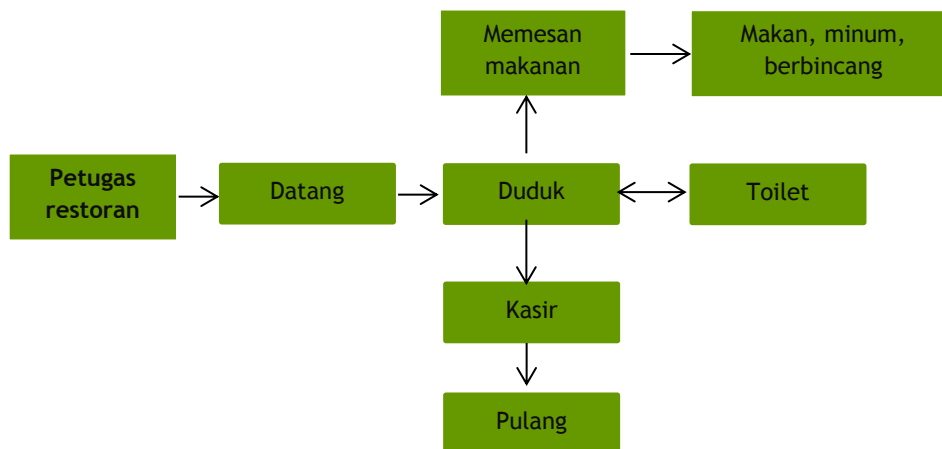 Memesan
makanan
Makan, minum,
berbincang
Petugas
restoran
Datang
Duduk
Toilet
Kasir
Pulang